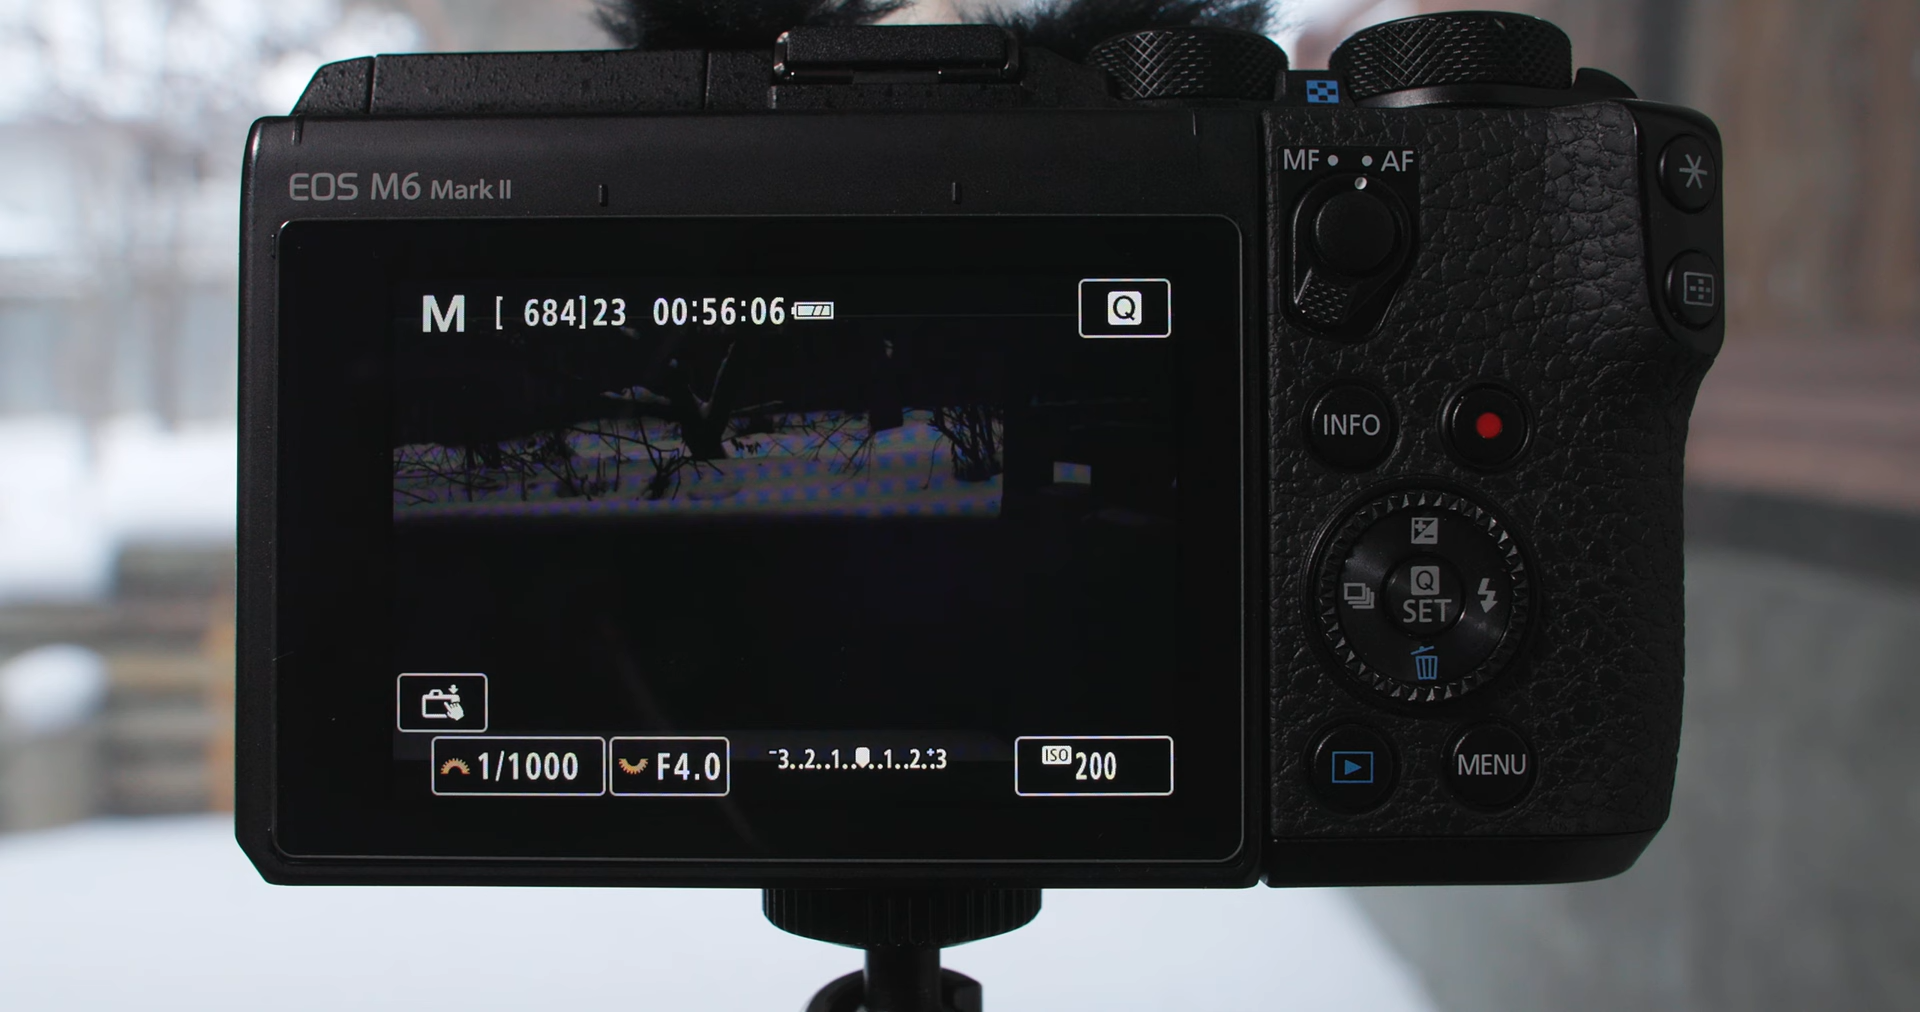 MF AF
EOS M6 Mark II
M [ 684]23 00:56:06 Q
INFO
Q
SET
1/1000 F4.0 -3..2..1..0..1..2..+3 ISO 200
MENU